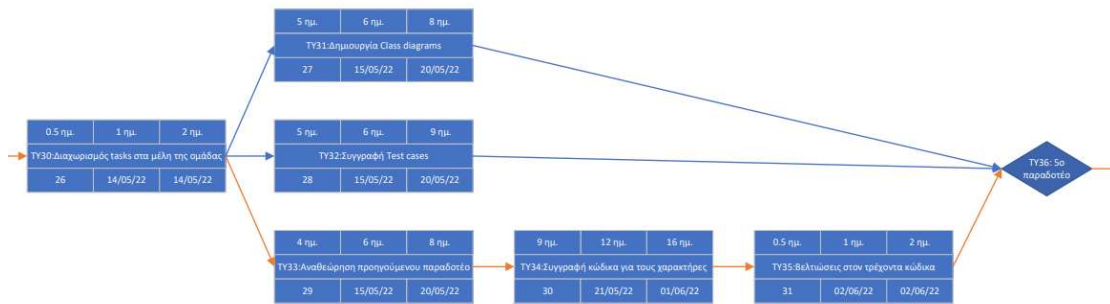 5 ημ. 6 ημ. 8 ημ.
ΤΥ31:Δημιουργία Class diagrams
27 15/05/22 20/05/22
0.5 ημ. 1 ημ. 2 ημ.
ΤΥ30:Διαχωρισμός tasks στα μέλη της ομάδας
26 14/05/22 14/05/22
5 ημ. 6 ημ. 9 ημ.
ΤΥ32:Συγγραφή Test cases
28 15/05/22 20/05/22
ΤΥ36: 5ο
παραδοτέο
4 ημ. 6 ημ. 8 ημ.
ΤΥ33:Αναθεώρηση προηγούμενου παραδοτέο
29 15/05/22 20/05/22
9 ημ. 12 ημ. 16 ημ.
ΤΥ34:Συγγραφή κώδικα για τους χαρακτήρες
30 21/05/22 01/06/22
0.5 ημ. 1 ημ. 2 ημ.
ΤΥ35:Βελτιώσεις στον τρέχοντα κώδικα
31 02/06/22 02/06/22